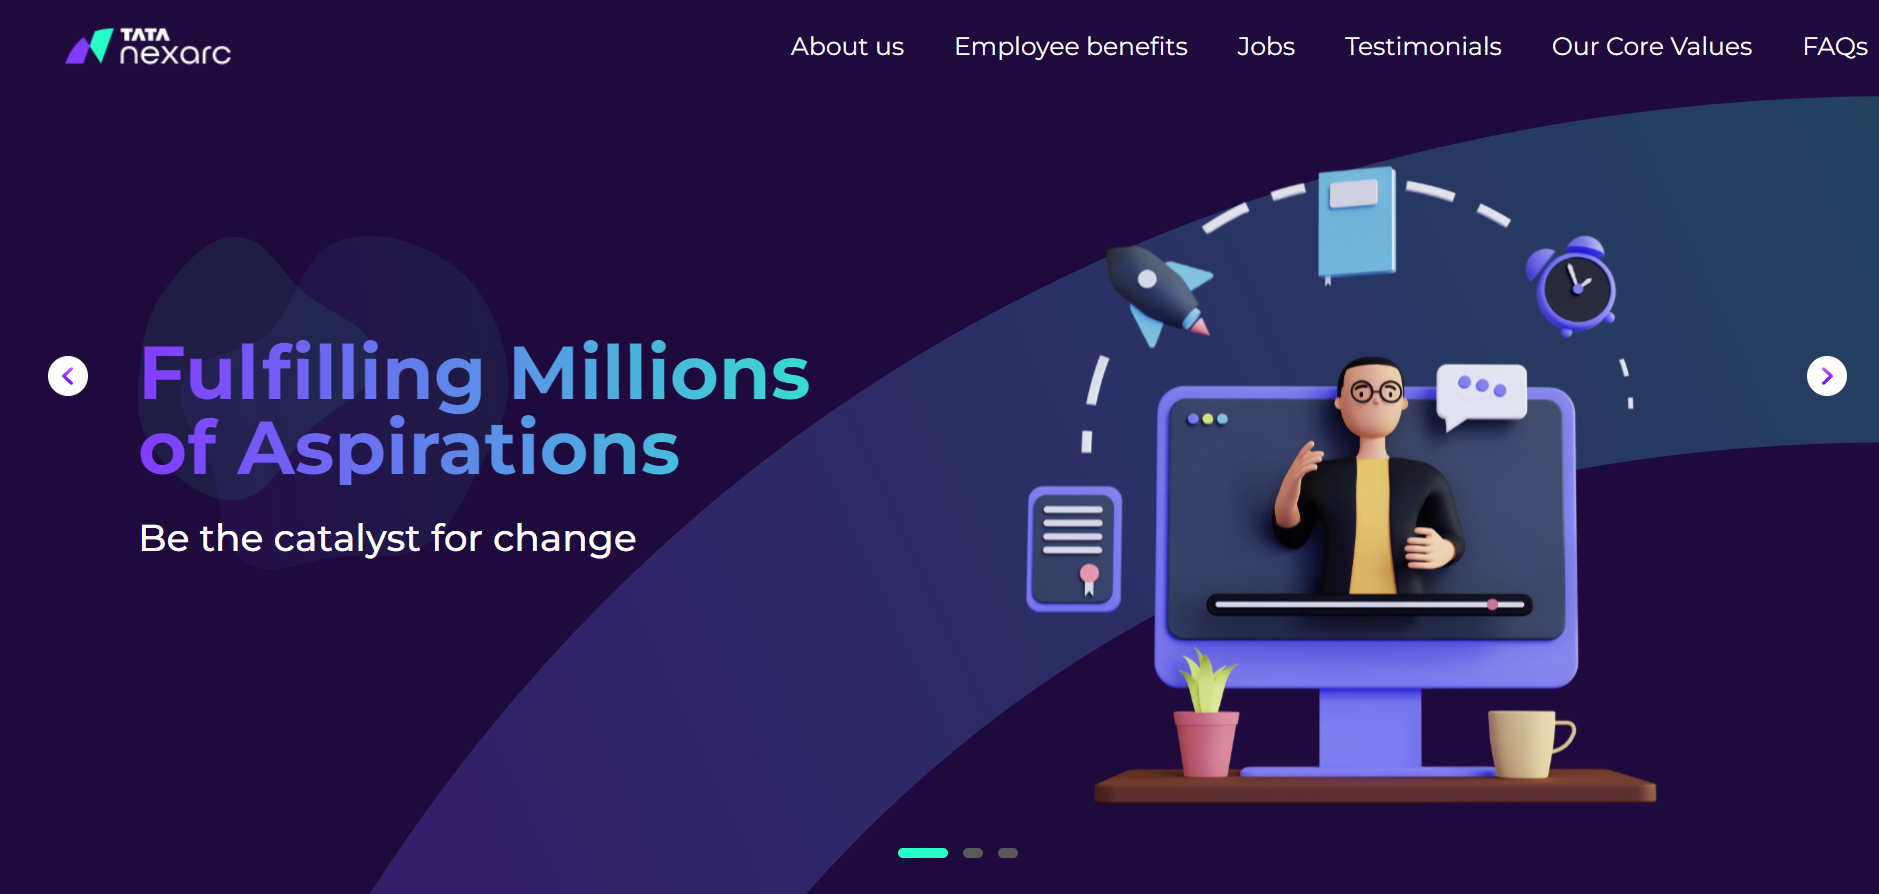 TATA
nexarc
About us
Employee benefits
Jobs
Testimonials
Our Core Values
FAQs
Fulfilling Millions
of Aspirations
Be the catalyst for change